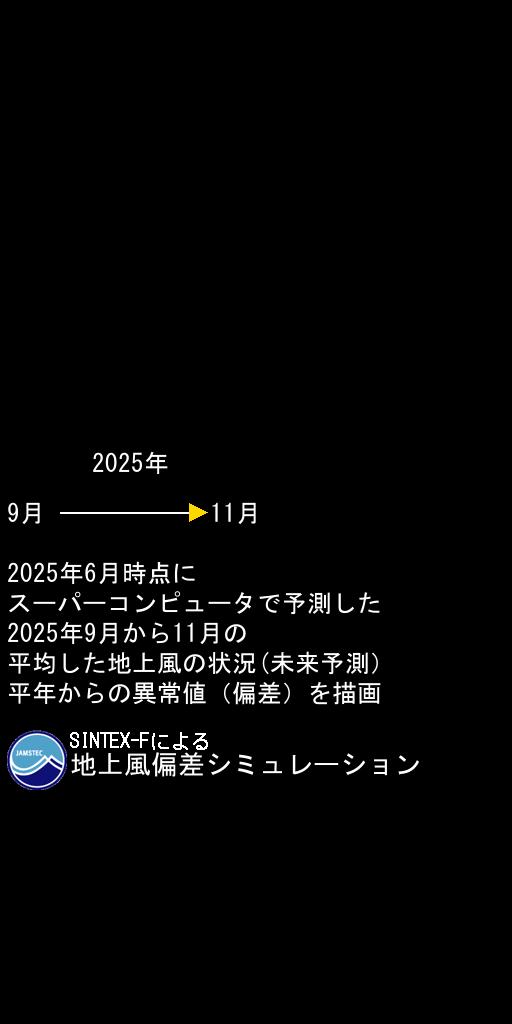 2025年
9月 11月
2025年6月時点に
スーパーコンピュータで予測した
2025年9月から11月の
平均した地上風の状況(未来予測)
平年からの異常値（偏差）を描画
JAMSTEC
SINTEX-Fによる
地上風偏差シミュレーション